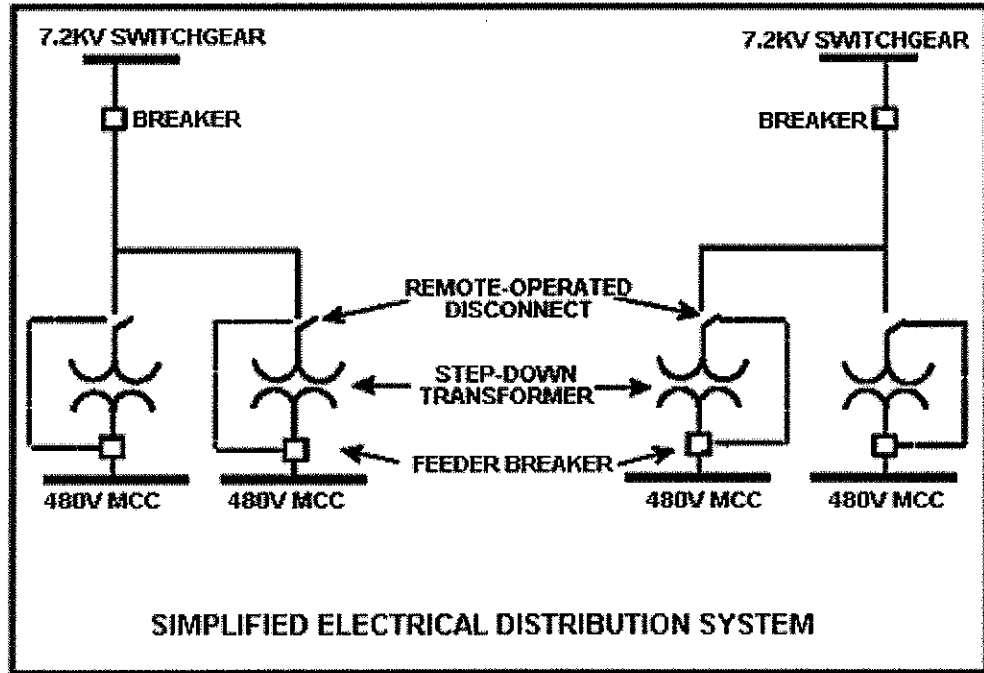 7.2KV SWITCHGEAR
7.2KV SWITCHGEAR
BREAKER
BREAKER
REMOTE-OPERATED
DISCONNECT
STEP-DOWN
TRANSFORMER
FEEDER BREAKER
480V MCC
480V MCC
480V MCC
480V MCC
SIMPLIFIED ELECTRICAL DISTRIBUTION SYSTEM